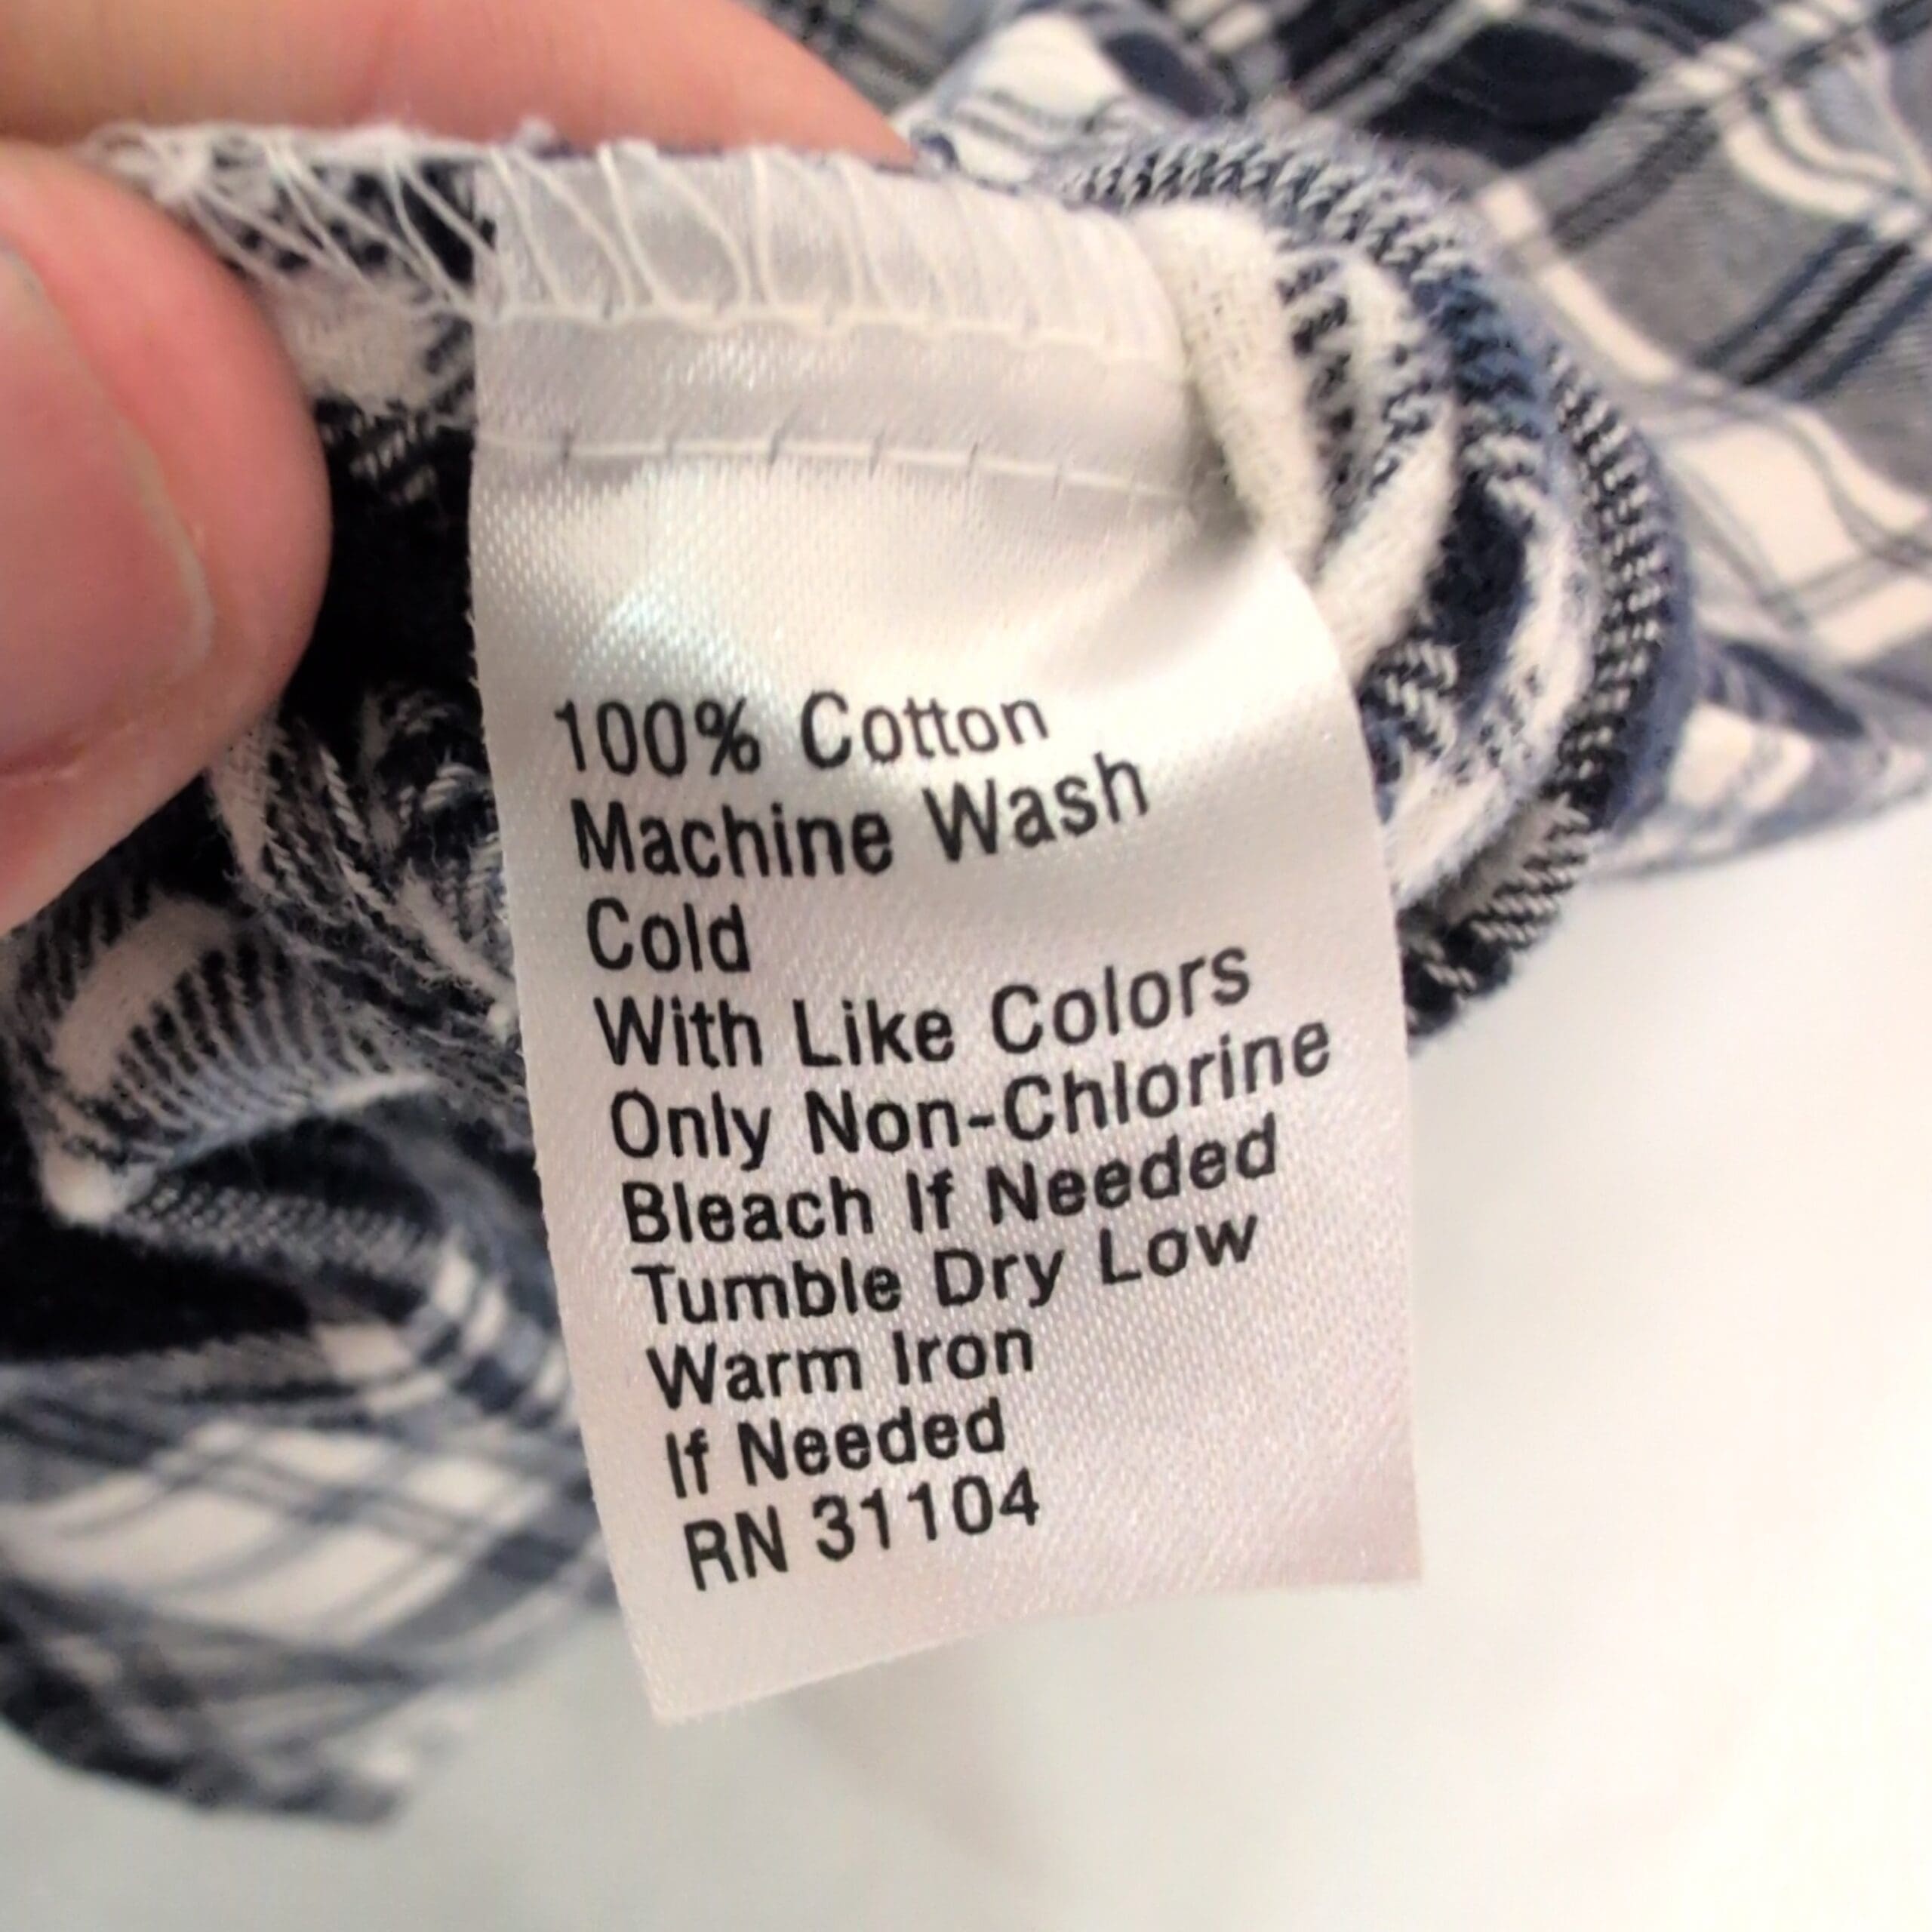 100% Cotton
Machine Wash
Cold
With Like Colors
Only Non-Chlorine
Bleach If Needed
Tumble Dry Low
Warm Iron
If Needed
RN 31104